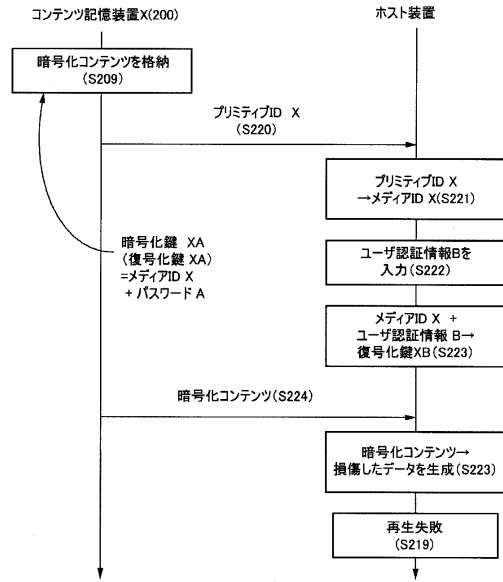 コンテンツ記憶装置X(200)
ホスト装置
暗号化コンテンツを格納
(S209)
プリミティブID X
(S220)
プリミティブID X
→メディアID X(S221)
暗号化鍵 XA
(復号化鍵 XA)
=メディアID X
+ パスワード A
ユーザ認証情報Bを
入力(S222)
メディアID X +
ユーザ認証情報 B→
復号化鍵XB(S223)
暗号化コンテンツ(S224)
暗号化コンテンツ→
損傷したデータを生成(S223)
再生失敗
(S219)